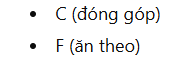 • C (đóng góp)
• F (ăn theo)